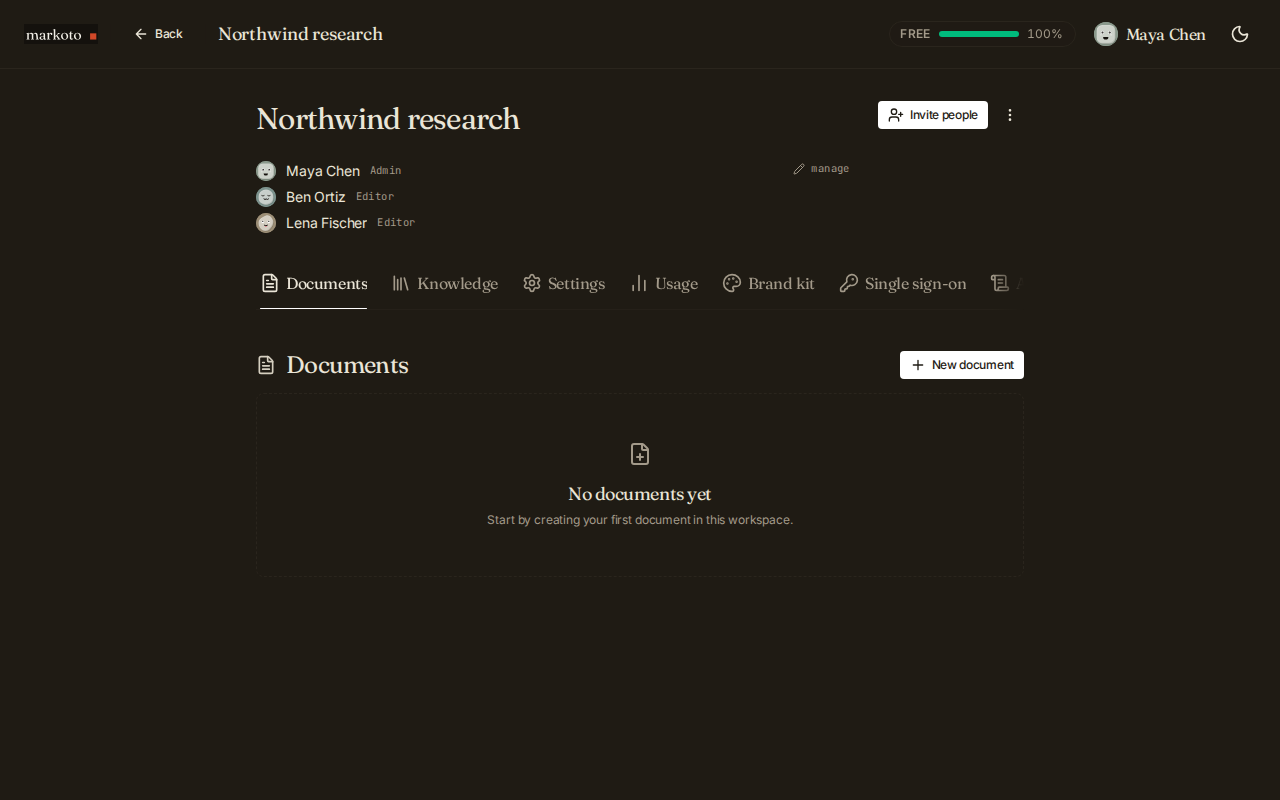 markoto
Back
Northwind research
FREE
100%
Maya Chen
Northwind research
Invite people
Maya Chen Admin
manage
Ben Ortiz Editor
Lena Fischer Editor
Documents
Knowledge
Settings
Usage
Brand kit
Single sign-on
Documents
New document
No documents yet
Start by creating your first document in this workspace.